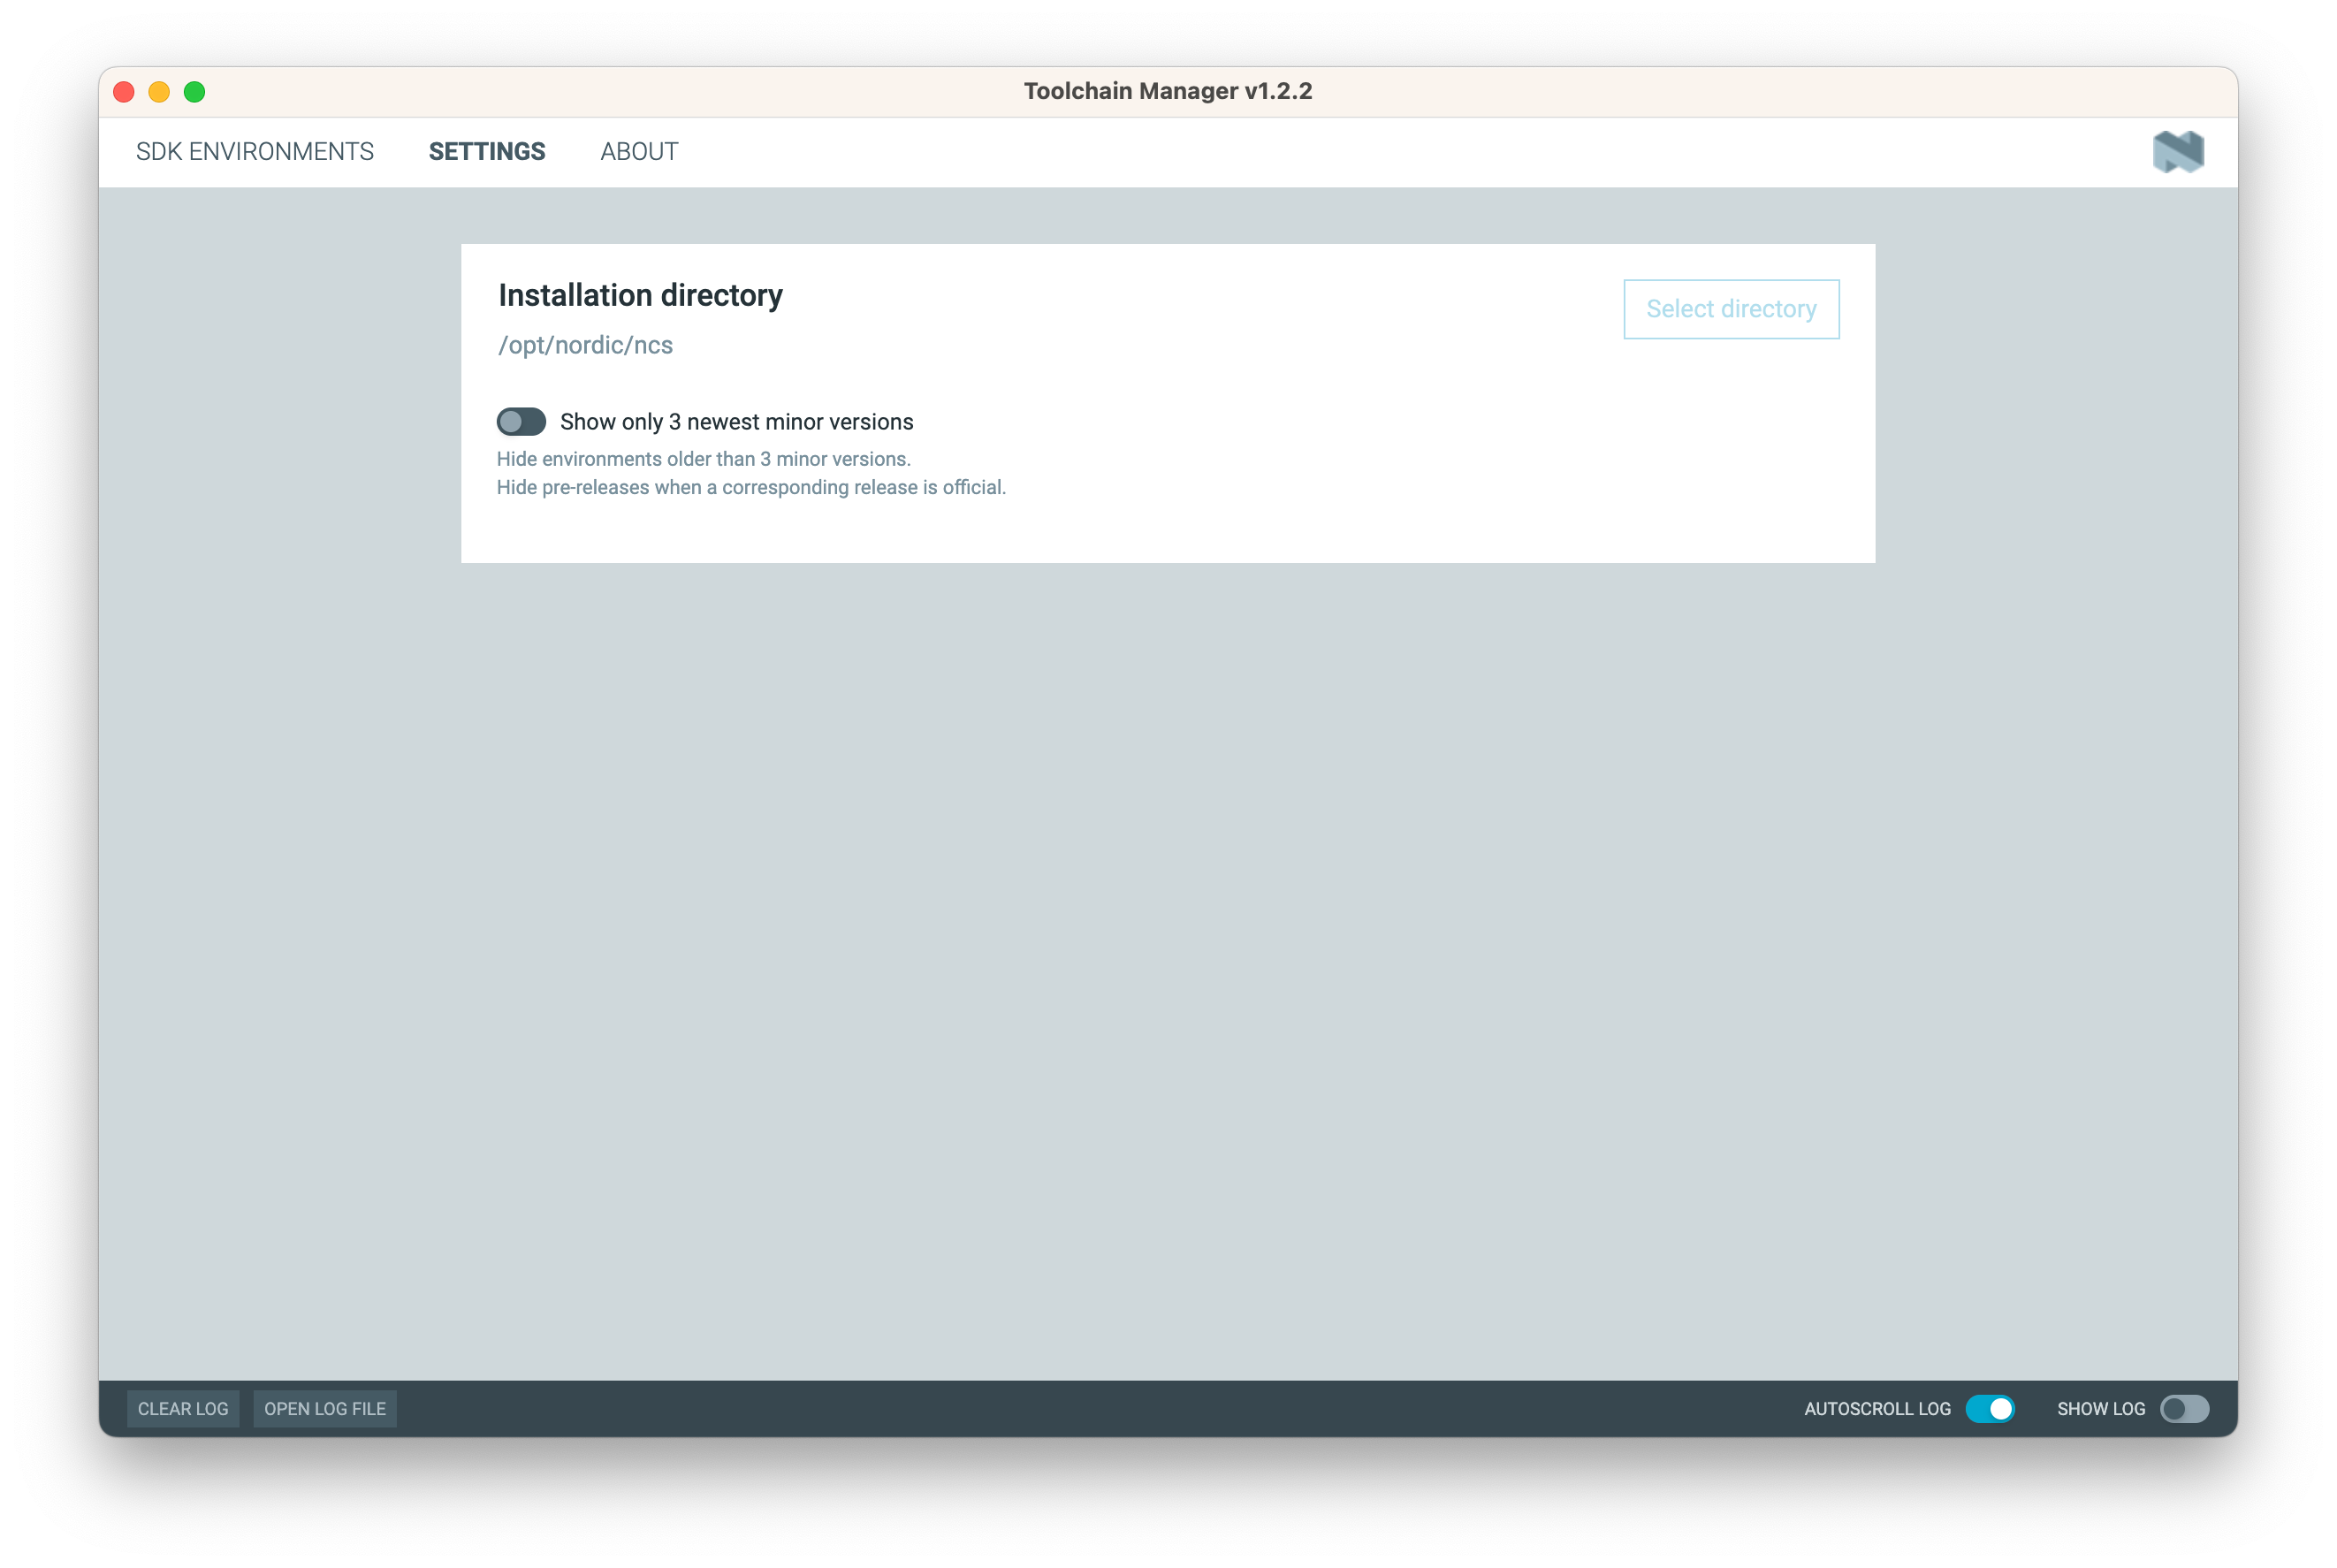 Toolchain Manager v1.2.2
SDK ENVIRONMENTS SETTINGS ABOUT
Installation directory
Select directory
/opt/nordic/ncs
Show only 3 newest minor versions
Hide environments older than 3 minor versions.
Hide pre-releases when a corresponding release is official.
CLEAR LOG OPEN LOG FILE AUTOSCROLL LOG SHOW LOG